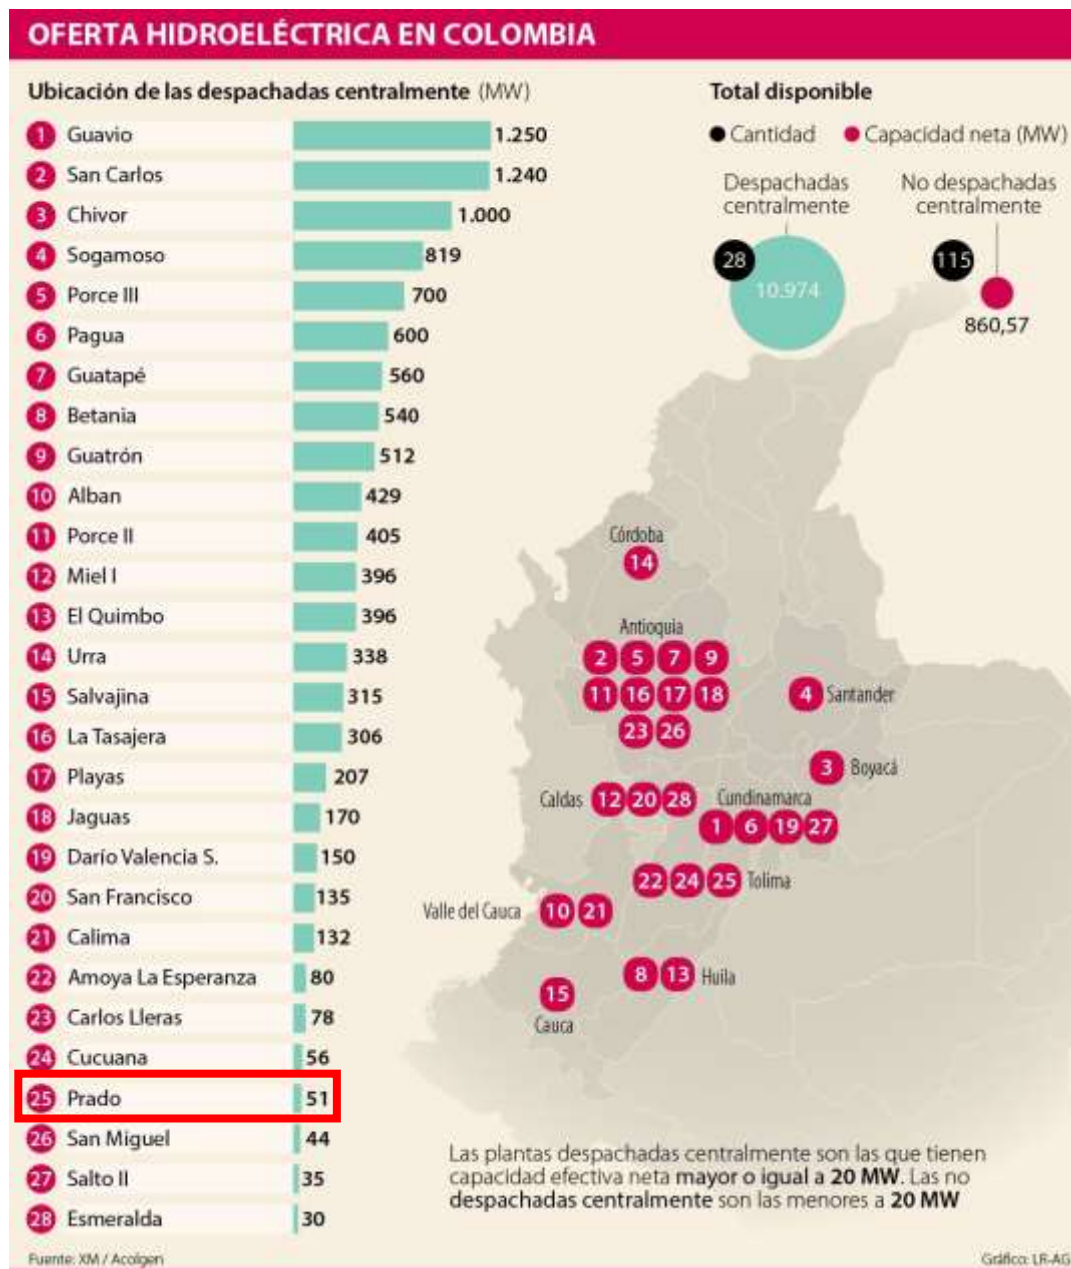 OFERTA HIDROELÉCTRICA EN COLOMBIA
Ubicación de las despachadas centralmente (MW)
1 Guavio 1.250
2 San Carlos 1.240
3 Chivor 1.000
4 Sogamoso 819
5 Porce III 700
6 Pagua 600
7 Guatapé 560
8 Betania 540
9 Guatrón 512
10 Alban 429
11 Porce II 405
12 Miel I 396
13 El Quimbo 396
14 Urra 338
15 Salvajina 315
16 La Tasajera 306
17 Playas 207
18 Jaguas 170
19 Darío Valencia S. 150
20 San Francisco 135
21 Calima 132
22 Amoya La Esperanza 80
23 Carlos Lleras 78
24 Cucuana 56
25 Prado 51
26 San Miguel 44
27 Salto II 35
28 Esmeralda 30
Total disponible
Cantidad Capacidad neta (MW)
Despachadas
centralmente
28
10.974
No despachadas
centralmente
115
860,57
Córdoba
14
Antioquia
2 5 7 9
11 16 17 18
23 26
4 Santander
3 Boyacá
Caldas 12 20 28
Cundinamarca
1 6 19 27
22 24 25 Tolima
Valle del Cauca 10 21
8 13 Huila
15
Cauca
Las plantas despachadas centralmente son las que tienen
capacidad efectiva neta mayor o igual a 20 MW. Las no
despachadas centralmente son las menores a 20 MW
Fuente: XM / Acolgen
Gráfico: LR-AG